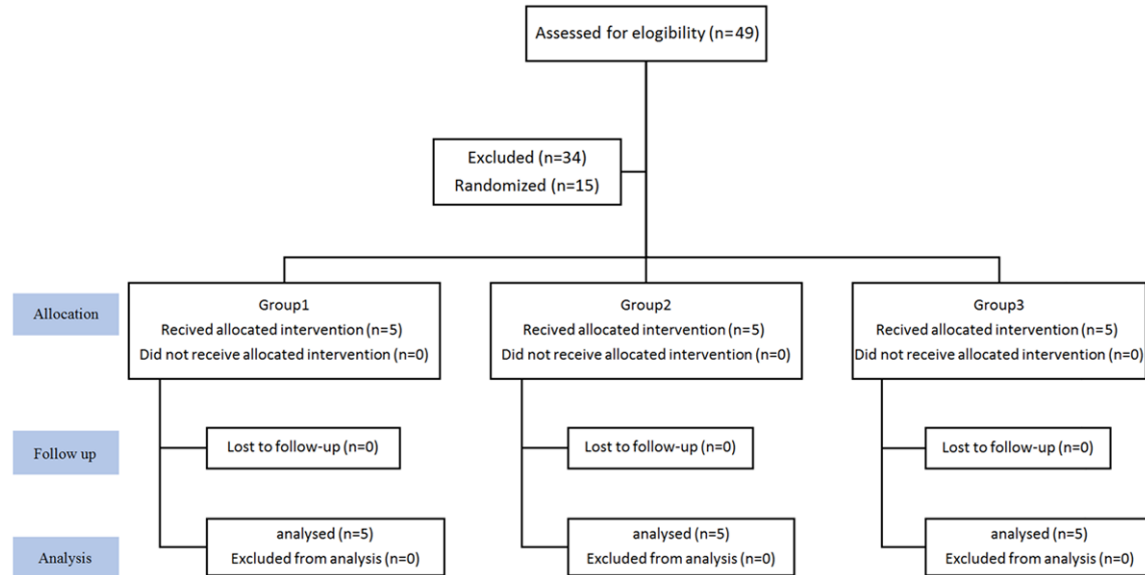 Assessed for elogibility (n=49)
Excluded (n=34)
Randomized (n=15)
Allocation
Group1
Recived allocated intervention (n=5)
Did not receive allocated intervention (n=0)
Group2
Recived allocated intervention (n=5)
Did not receive allocated intervention (n=0)
Group3
Recived allocated intervention (n=5)
Did not receive allocated intervention (n=0)
Follow up
Lost to follow-up (n=0)
Lost to follow-up (n=0)
Lost to follow-up (n=0)
Analysis
analysed (n=5)
Excluded from analysis (n=0)
analysed (n=5)
Excluded from analysis (n=0)
analysed (n=5)
Excluded from analysis (n=0)